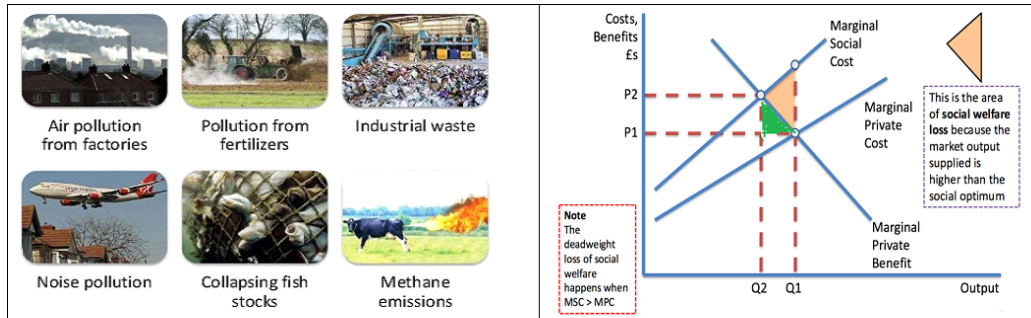 Air pollution
from factories
Pollution from
fertilizers
Industrial waste
Noise pollution
Collapsing fish
stocks
Methane
emissions
Costs,
Benefits
£s
P2
P1
Q2
Q1
Output
Marginal
Social
Cost
Marginal
Private
Cost
Marginal
Private
Benefit
This is the area
of social welfare
loss because the
market output
supplied is
higher than the
social optimum
Note
The
deadweight
loss of social
welfare
happens when
MSC > MPC